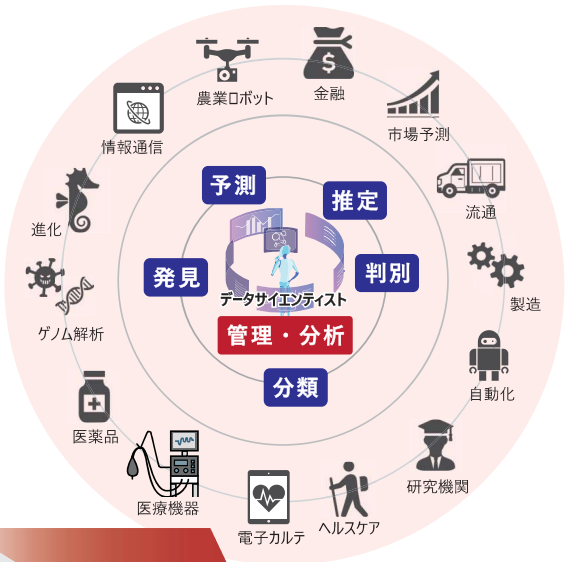 農業ロボット
金融
市場予測
情報通信
流通
進化
製造
ゲノム解析
自動化
医薬品
研究機関
医療機器
電子カルテ
ヘルスケア
予測
推定
発見
判別
データサイエンティスト
管理・分析
分類
$